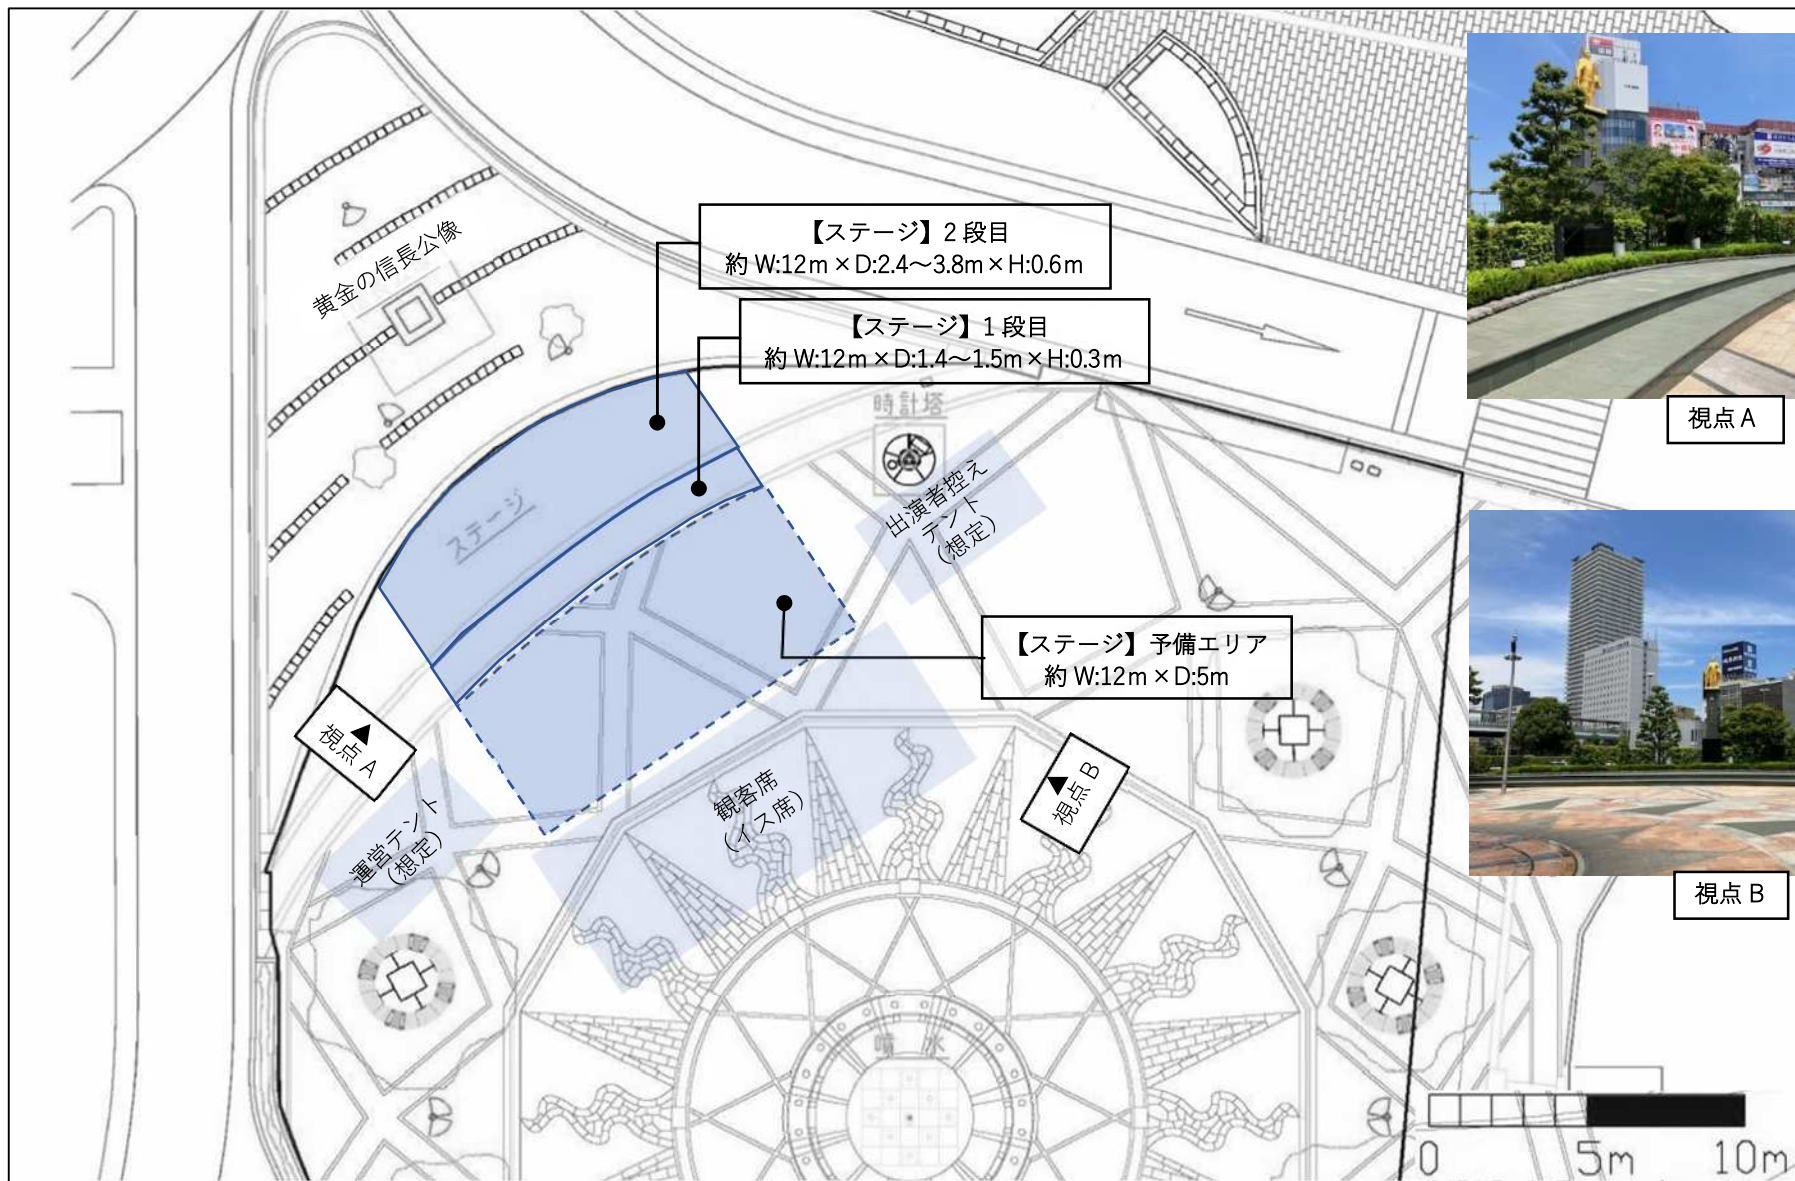 【ステージ】2段目
約 W:12m×D:2.4～3.8m×H:0.6m
黄金の信長公像
【ステージ】1段目
約 W:12m×D:1.4～1.5m×H:0.3m
時計塔
視点A
ステージ
出演者控え
テント
(想定)
【ステージ】予備エリア
約 W:12m×D:5m
視点A
視点B
観客席
(イス席)
運営テント
(想定)
視点B
噴水
0 5m 10m